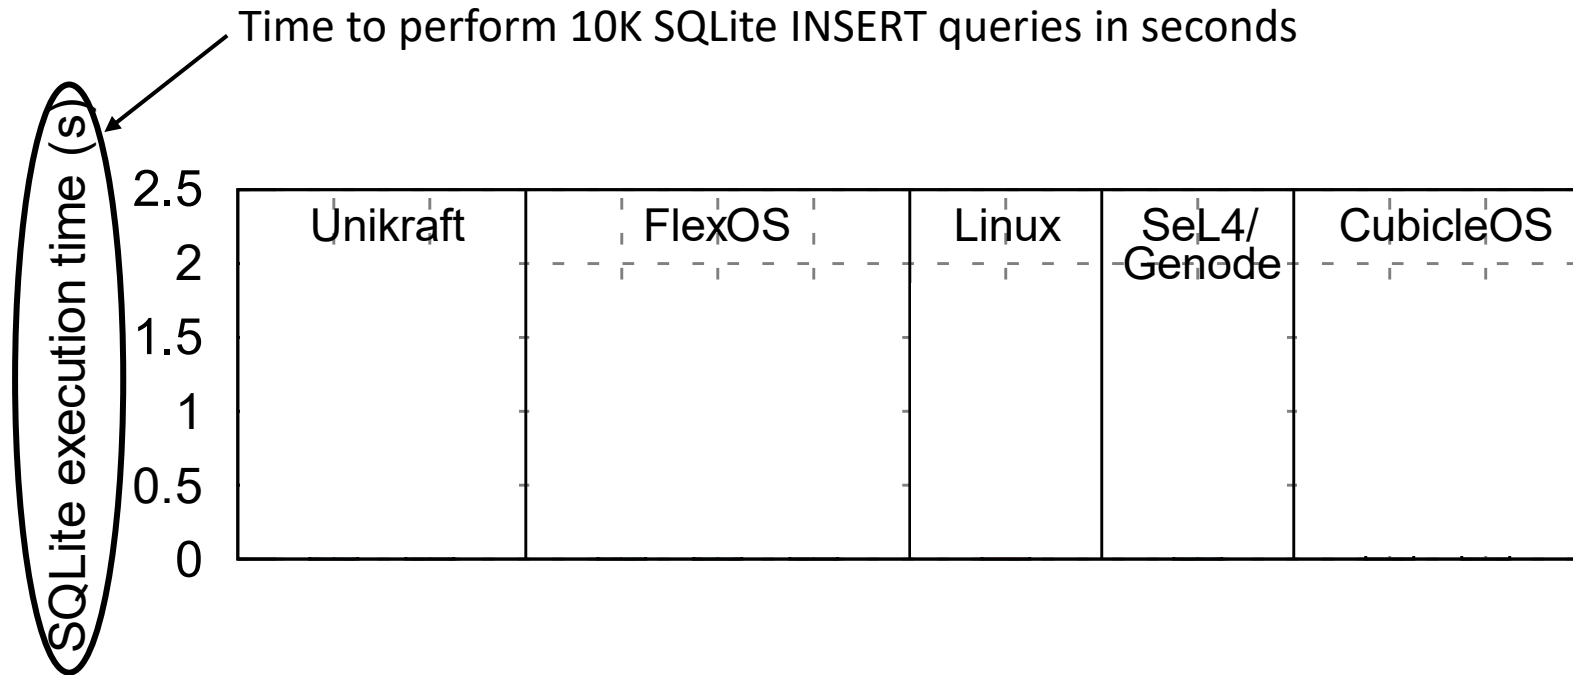 Time to perform 10K SQLite INSERT queries in seconds
SQLite execution time (s)
2.5
2
1.5
1
0.5
0
Unikraft
FlexOS
Linux
SeL4/
Genode
CubicleOS